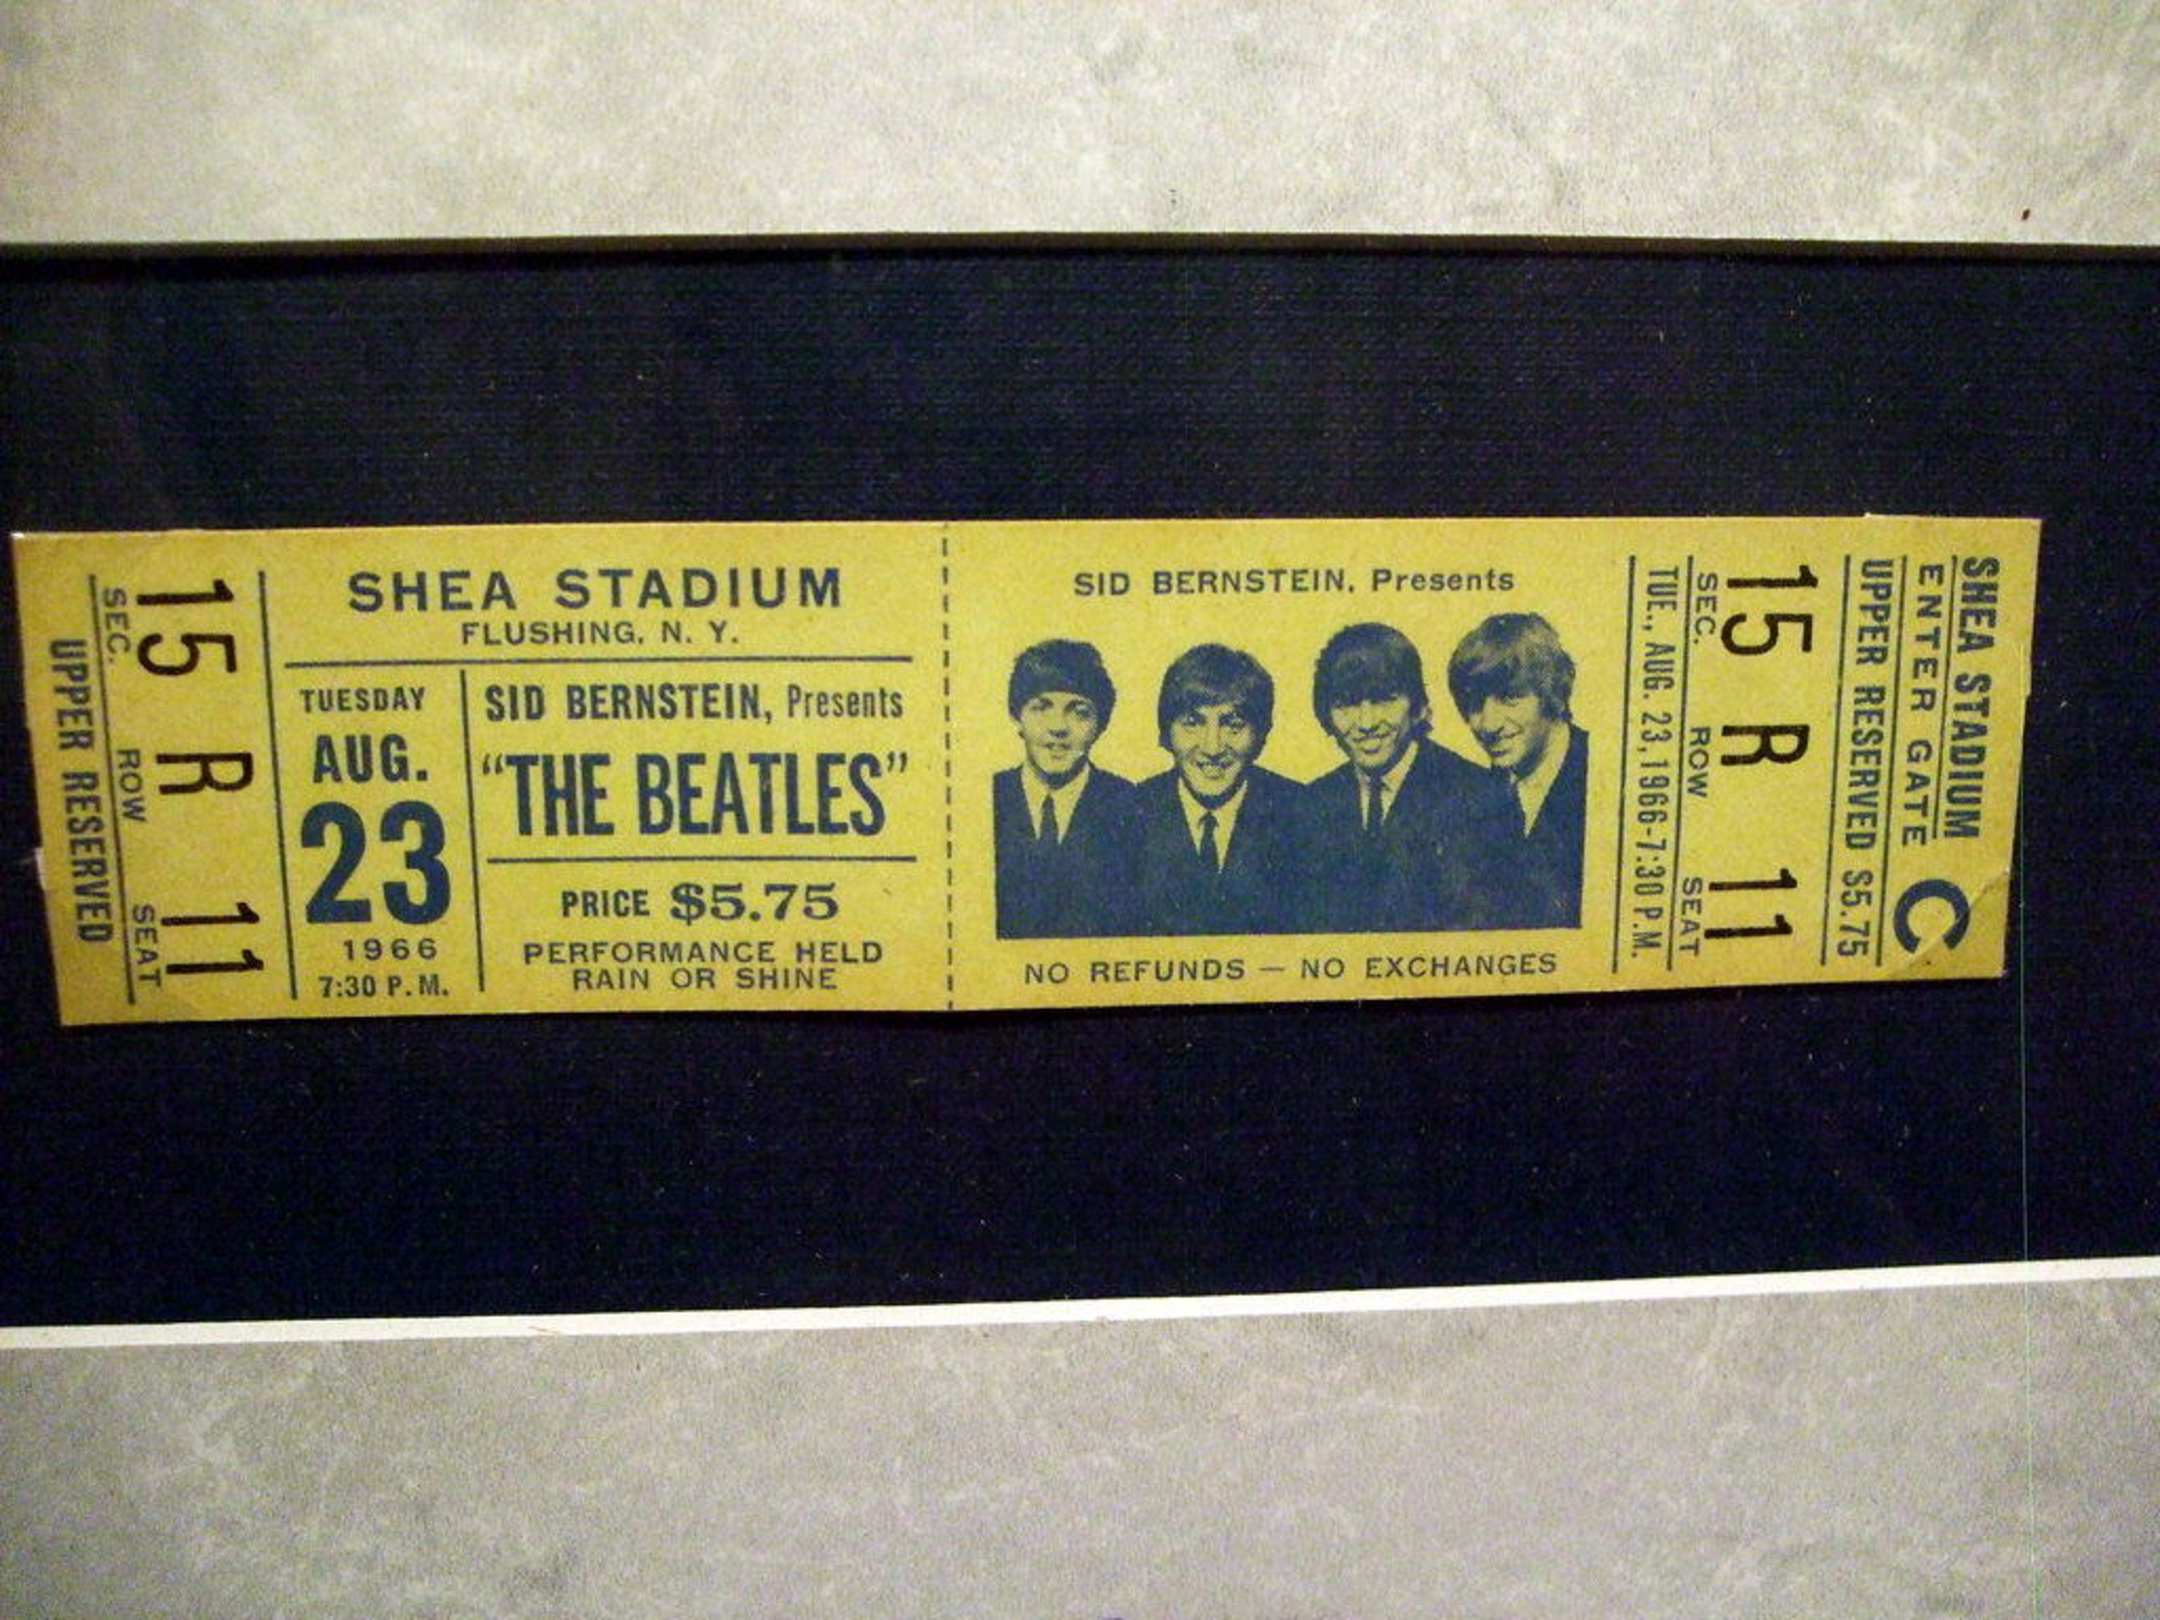 15 R 11
SEC. ROW SEAT
UPPER RESERVED
SHEA STADIUM
FLUSHING, N. Y.
TUESDAY
AUG.
23
1966
7:30 P.M.
SID BERNSTEIN, Presents
"THE BEATLES"
PRICE $5.75
PERFORMANCE HELD
RAIN OR SHINE
SID BERNSTEIN, Presents
NO REFUNDS — NO EXCHANGES
SHEA STADIUM
ENTER GATE C
UPPER RESERVED $5.75
15 R 11
SEC. ROW SEAT
TUE., AUG. 23, 1966-7:30 P.M.